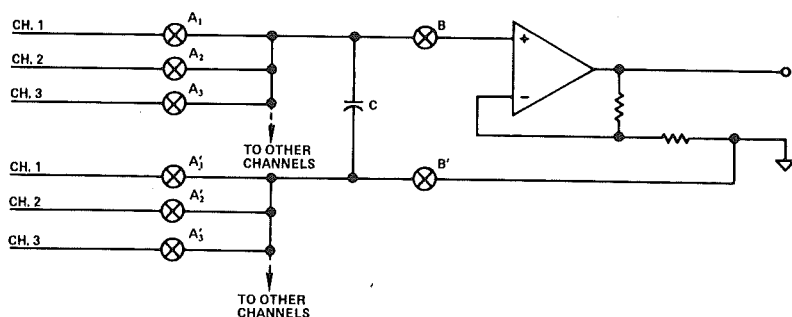 CH. 1
A1
CH. 2
A2
CH. 3
A3
TO OTHER
CHANNELS
C
B
+
−
CH. 1
A'1
CH. 2
A'2
CH. 3
A'3
B'
TO OTHER
CHANNELS